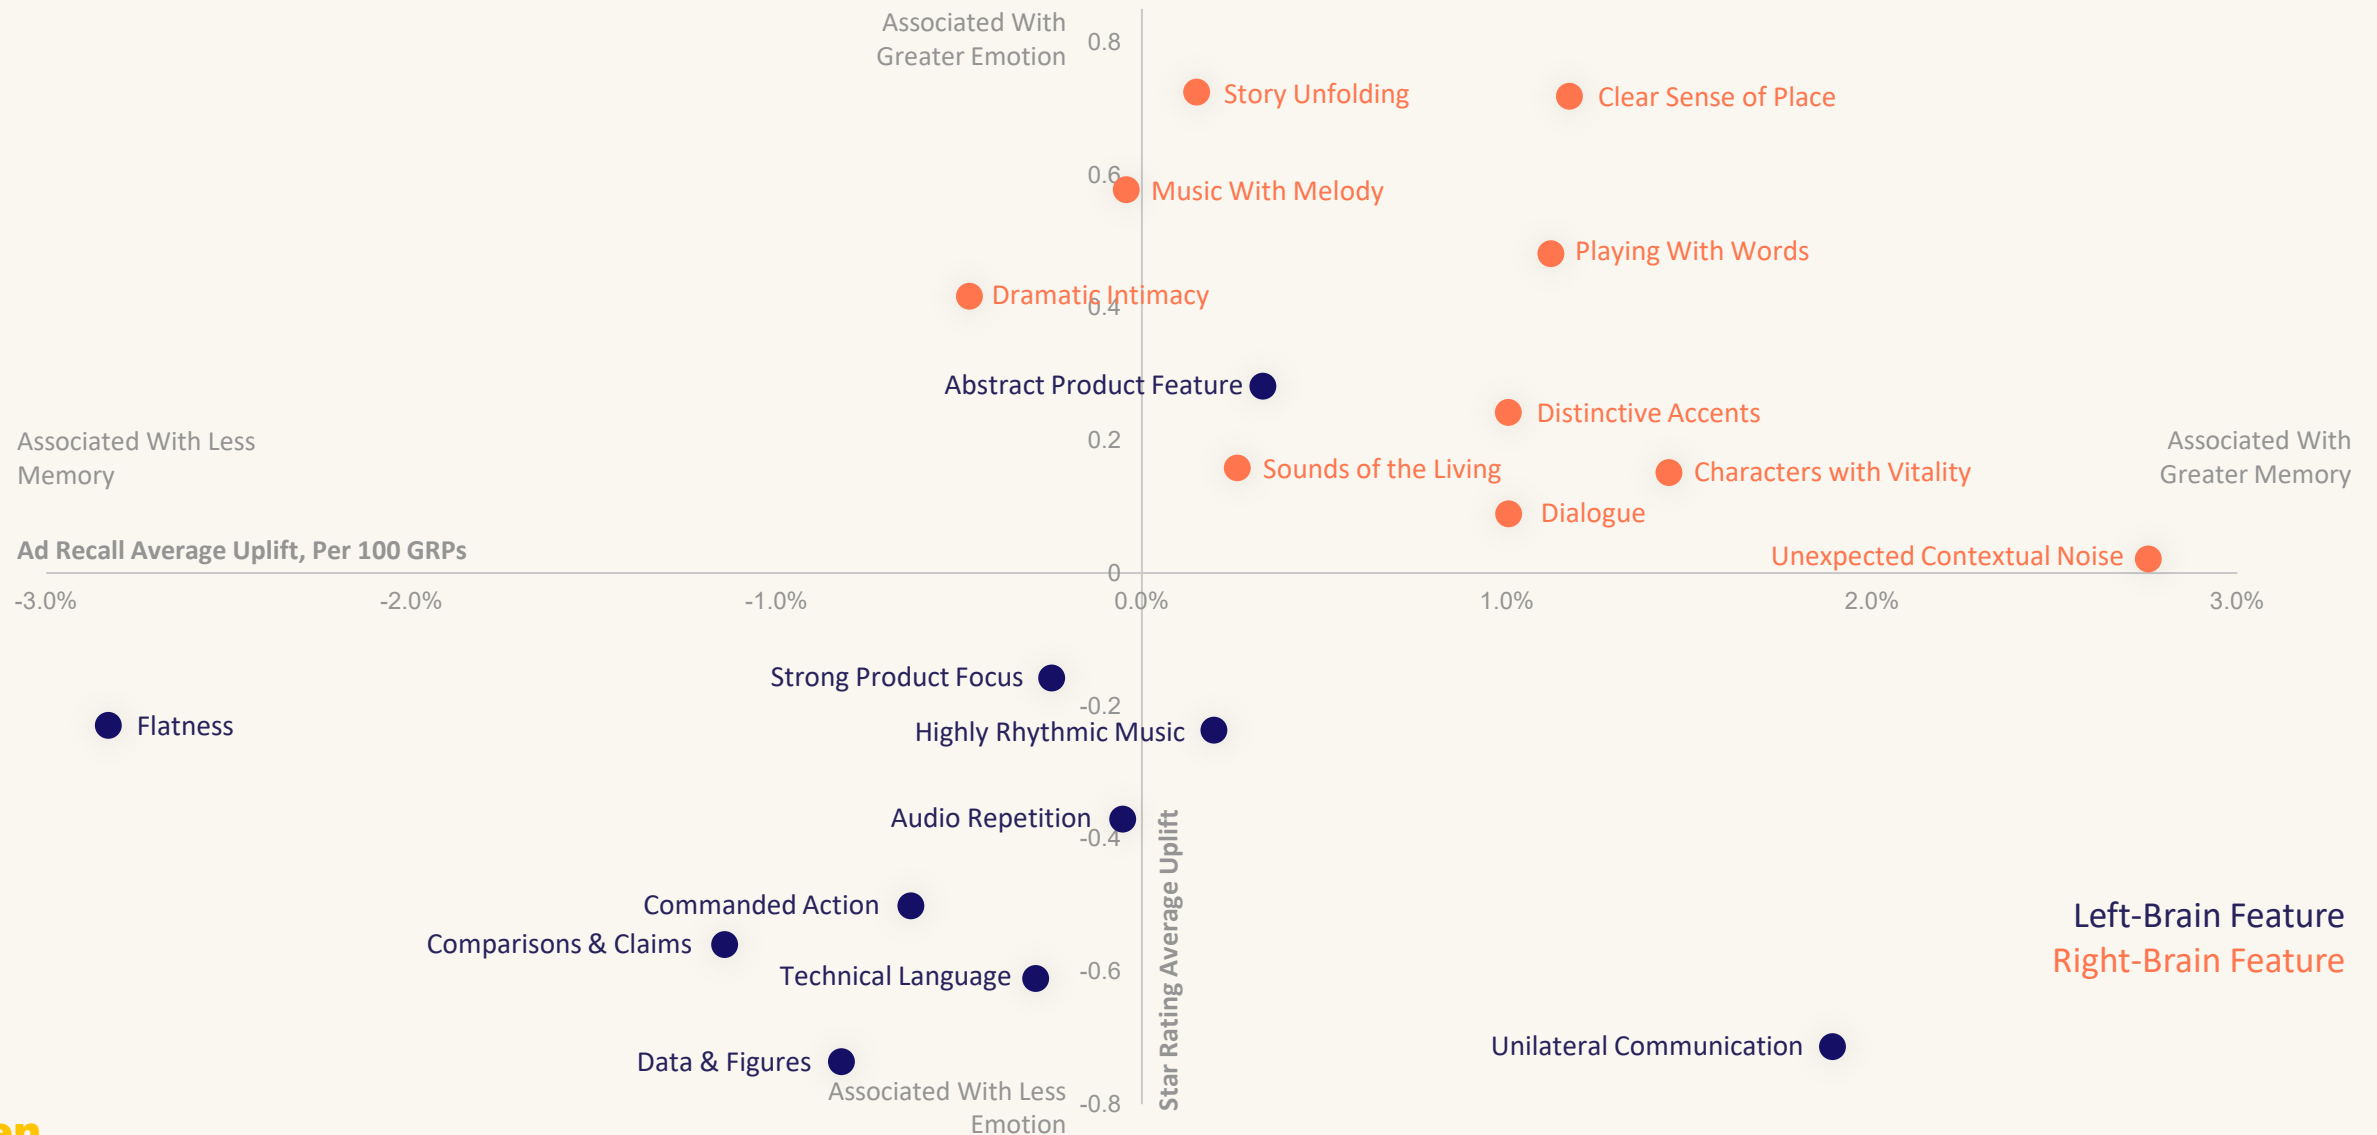 Associated With
Greater Emotion
0.8
Story Unfolding
Clear Sense of Place
0.6
Music With Melody
Playing With Words
Dramatic Intimacy
0.4
Abstract Product Feature
Distinctive Accents
Associated With Less
Memory
0.2
Associated With
Greater Memory
Sounds of the Living
Characters with Vitality
Dialogue
Ad Recall Average Uplift, Per 100 GRPs
Unexpected Contextual Noise
0
-3.0%
-2.0%
-1.0%
0.0%
1.0%
2.0%
3.0%
Strong Product Focus
-0.2
Flatness
Highly Rhythmic Music
Audio Repetition
-0.4
Star Rating Average Uplift
Commanded Action
Left-Brain Feature
Comparisons & Claims
Right-Brain Feature
Technical Language
-0.6
Unilateral Communication
Data & Figures
Associated With Less
Emotion
-0.8